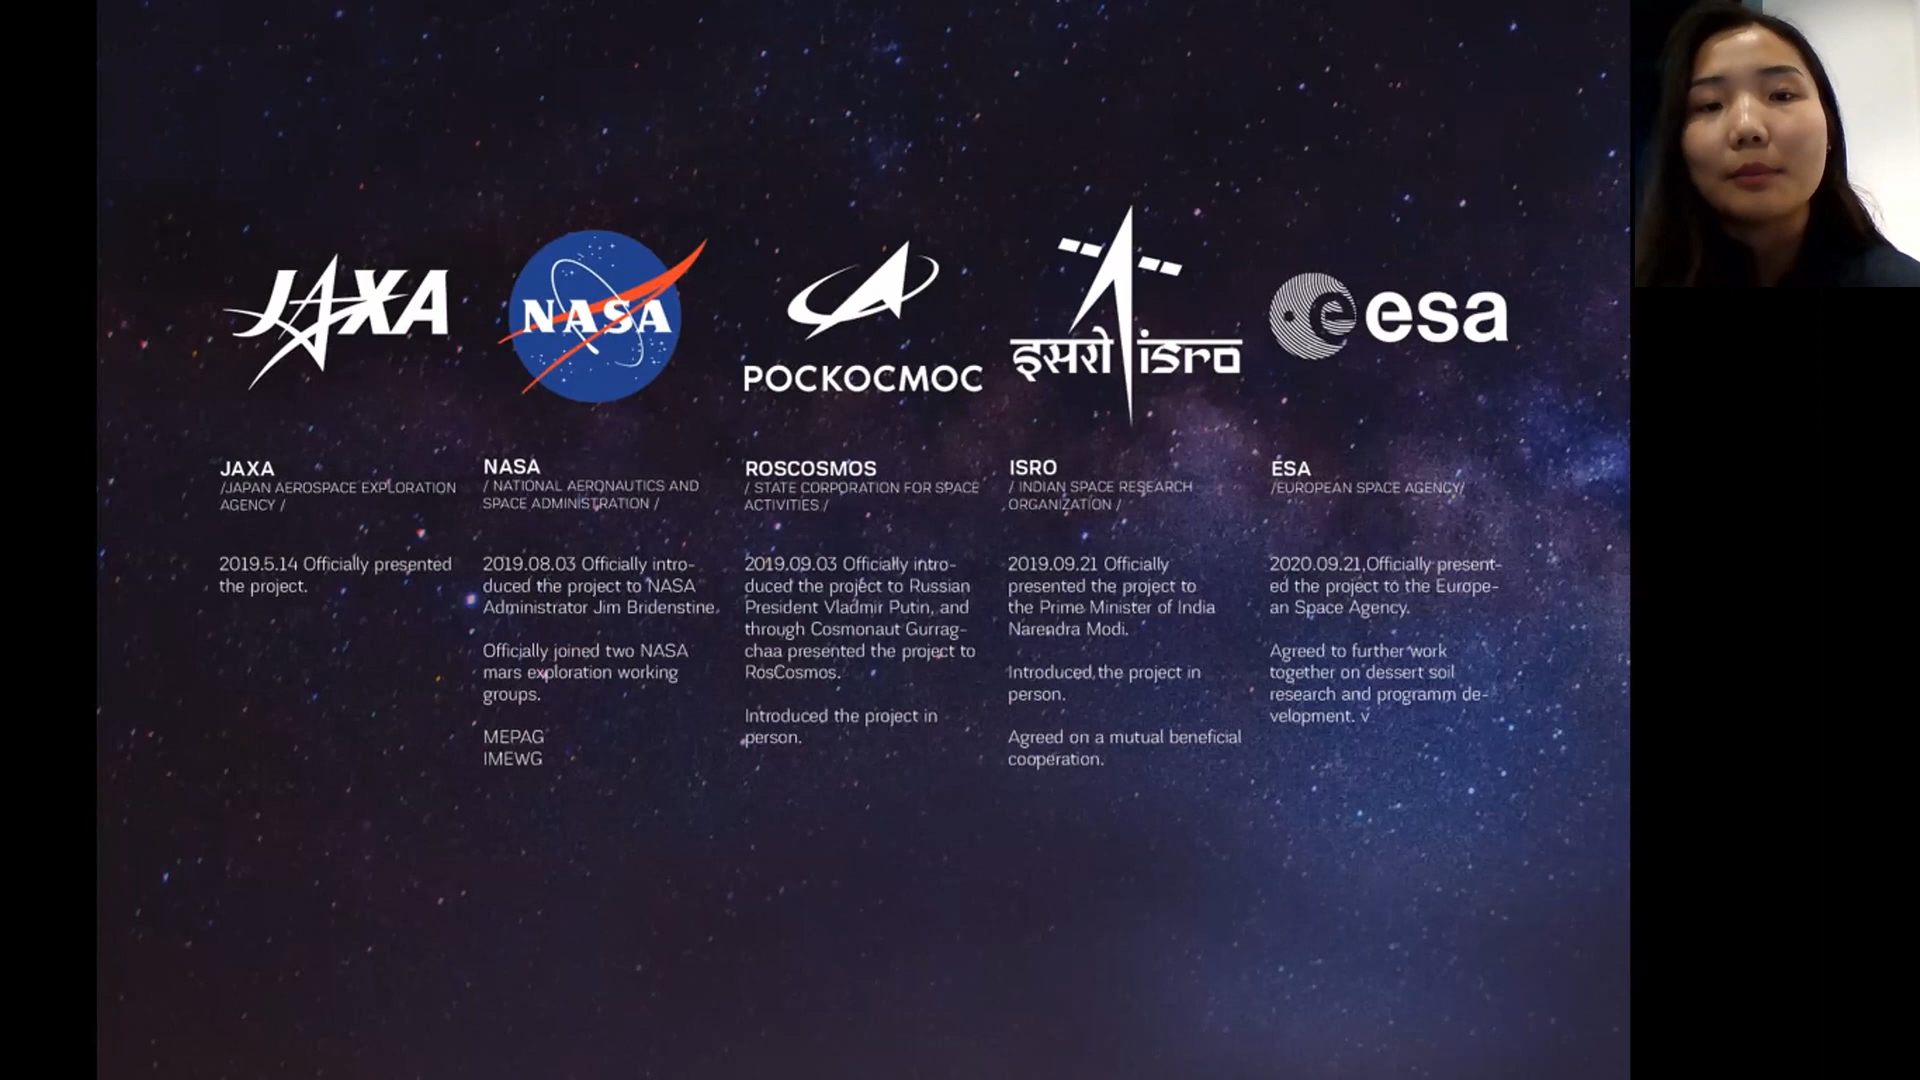 JAXA
NASA
РОСКОСМОС
इसरो isro
esa
JAXA
/JAPAN AEROSPACE EXPLORATION
AGENCY /
2019.5.14 Officially presented
the project.
NASA
/ NATIONAL AERONAUTICS AND
SPACE ADMINISTRATION /
2019.08.03 Officially intro-
duced the project to NASA
Administrator Jim Bridenstine.
Officially joined two NASA
mars exploration working
groups.
MEPAG
IMEWG
ROSCOSMOS
/ STATE CORPORATION FOR SPACE
ACTIVITIES /
2019.09.03 Officially intro-
duced the project to Russian
President Vladmir Putin, and
through Cosmonaut Gurrag-
chaa presented the project to
RosCosmos.
Introduced the project in
person.
ISRO
/ INDIAN SPACE RESEARCH
ORGANIZATION /
2019.09.21 Officially
presented the project to
the Prime Minister of India
Narendra Modi.
Introduced the project in
person.
Agreed on a mutual beneficial
cooperation.
ESA
/EUROPEAN SPACE AGENCY/
2020.09.21,Officially present-
ed the project to the Europe-
an Space Agency.
Agreed to further work
together on dessert soil
research and programm de-
velopment. v